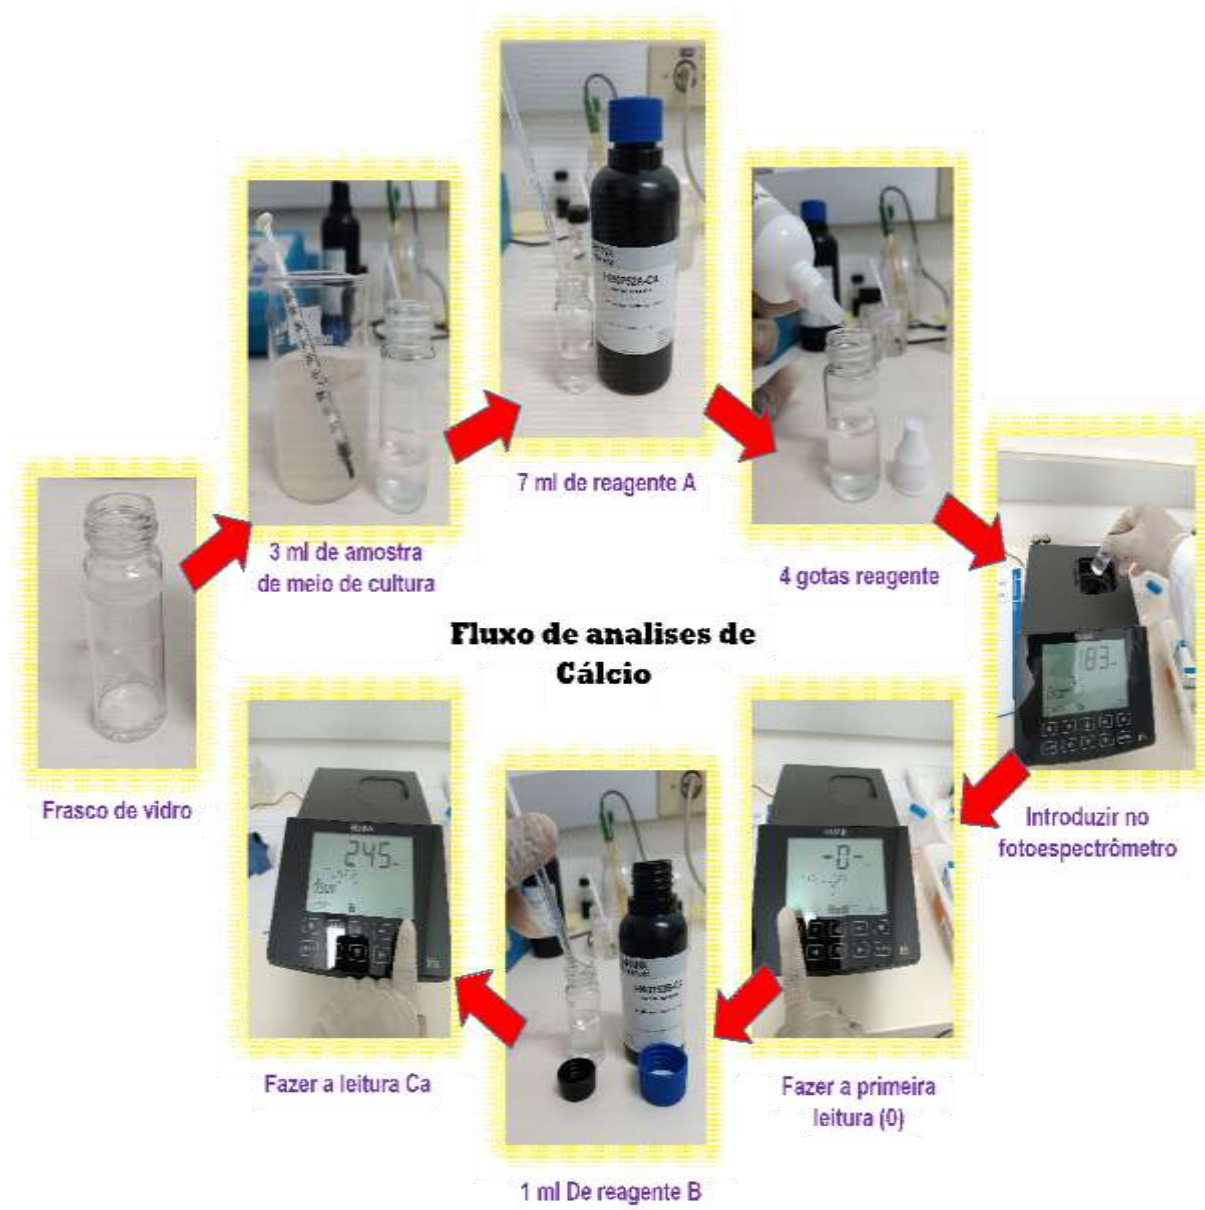 7 ml de reagente A
3 ml de amostra
de meio de cultura
4 gotas reagente
Fluxo de analises de
Cálcio
183
Frasco de vidro
Introduzir no
fotoespectrômetro
245
-0-
Fazer a leitura Ca
Fazer a primeira
leitura (0)
1 ml De reagente B